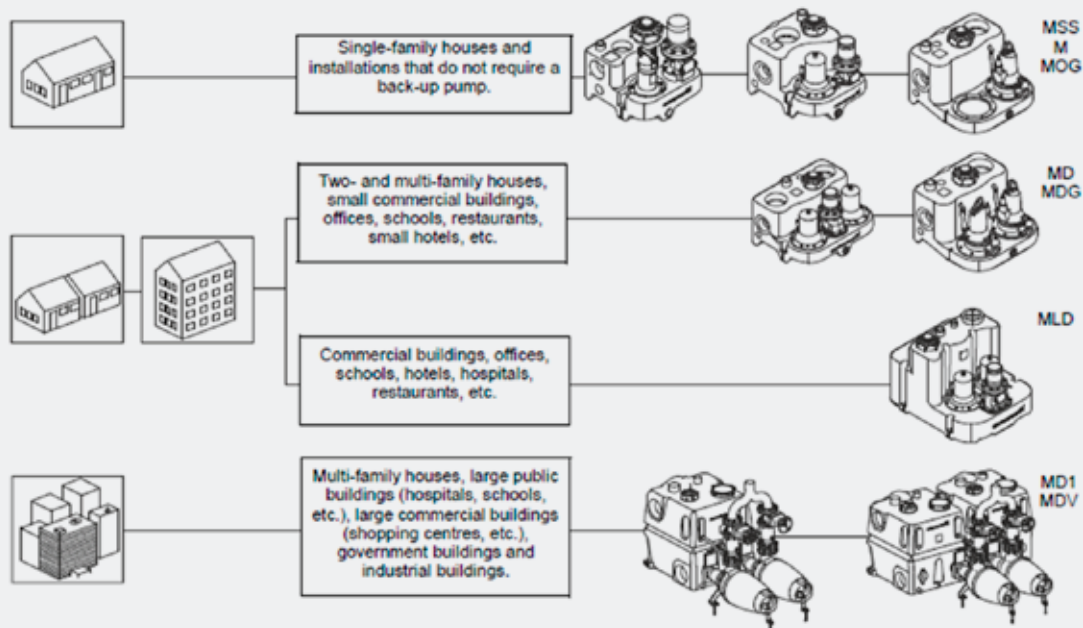 Single-family houses and
installations that do not require a
back-up pump.
MSS
M
MOG
Two- and multi-family houses,
small commercial buildings,
offices, schools, restaurants,
small hotels, etc.
MD
MDG
Commercial buildings, offices,
schools, hotels, hospitals,
restaurants, etc.
MLD
Multi-family houses, large public
buildings (hospitals, schools,
etc.), large commercial buildings
(shopping centres, etc.),
government buildings and
industrial buildings.
MD1
MDV